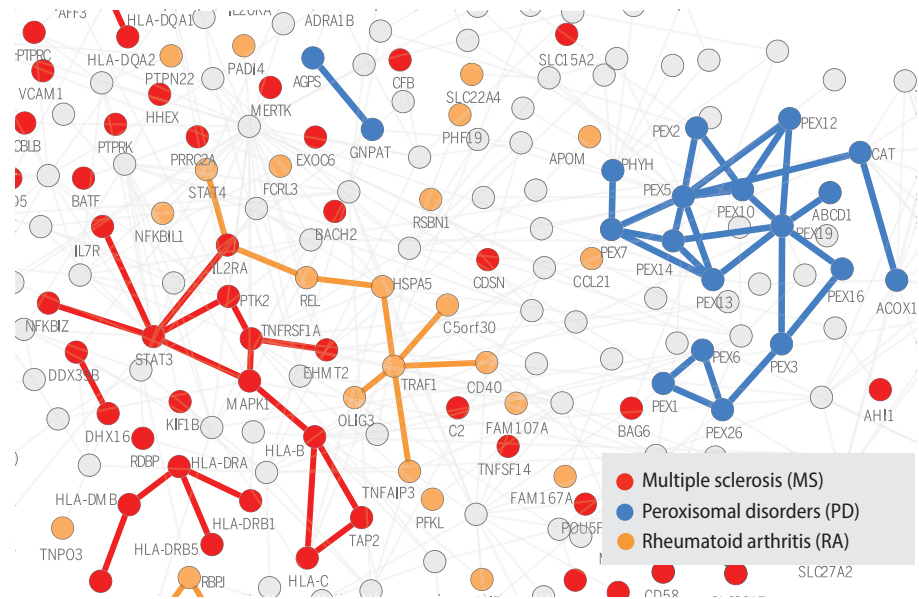 AFF3
HLA-DQA1
IL20RA
ADRA1B
PTPRC
HLA-DQA2
PTPN22
PADI4
AGPS
CFB
SLC15A2
VCAM1
HHEX
MERTK
SLC22A4
CBLB
PTPRK
PRRC2A
EXOC6
GNPAT
PHF19
APOM
PEX2
PEX12
CAT
BATF
STAT4
FCRL3
PHYH
PEX5
PEX10
ABCD1
IL7R
NFKBIL1
BACH2
RSBN1
PEX7
PEX14
PEX19
IL2RA
REL
HSPA5
CDSN
CCL21
PEX13
PEX16
ACOX1
NFKBIZ
PTK2
C5orf30
STAT3
TNFRSF1A
PEX6
PEX3
DDX39B
EHMT2
TRAF1
CD40
MAPK1
OLIG3
PEX1
PEX26
AHI1
DHX16
KIF1B
HLA-B
C2
FAM107A
BAG6
RDBP
HLA-DRA
TNFSF14
HLA-DMB
HLA-DRB1
TNFAIP3
PFKL
FAM167A
TNPO3
HLA-DRB5
TAP2
HLA-C
RBPJ
CD58
SLC27A2
Multiple sclerosis (MS)
Peroxisomal disorders (PD)
Rheumatoid arthritis (RA)